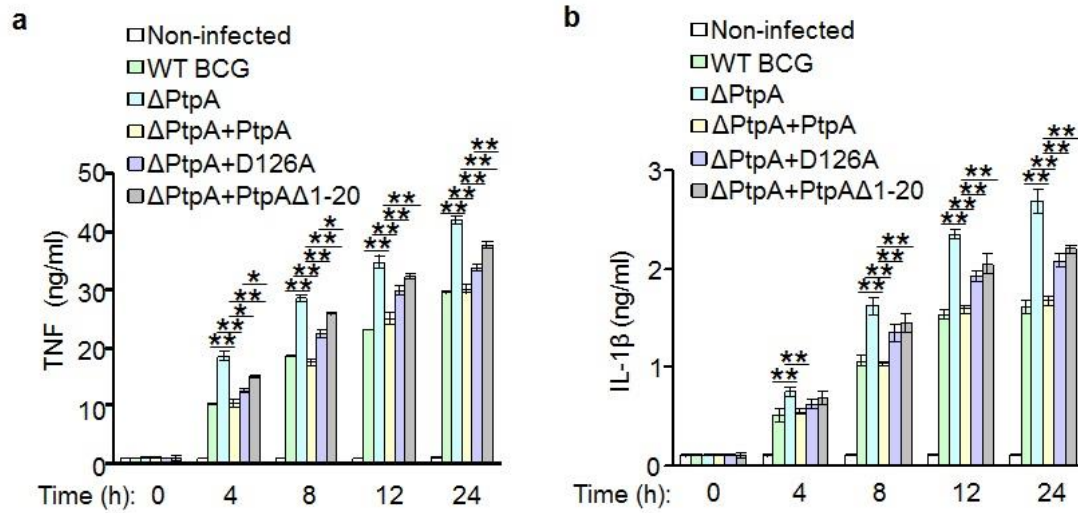 a
Non-infected
WT BCG
ΔPtpA
ΔPtpA+PtpA
ΔPtpA+D126A
ΔPtpA+PtpAΔ1-20
TNF (ng/ml)
50
40
30
20
10
0
** ** * ** *
** ** ** ** *
** ** ** **
** ** ** ** **
Time (h): 0 4 8 12 24
b
Non-infected
WT BCG
ΔPtpA
ΔPtpA+PtpA
ΔPtpA+D126A
ΔPtpA+PtpAΔ1-20
IL-1β (ng/ml)
3
2
1
0
** **
** ** ** **
** ** ** **
** ** ** **
Time (h): 0 4 8 12 24